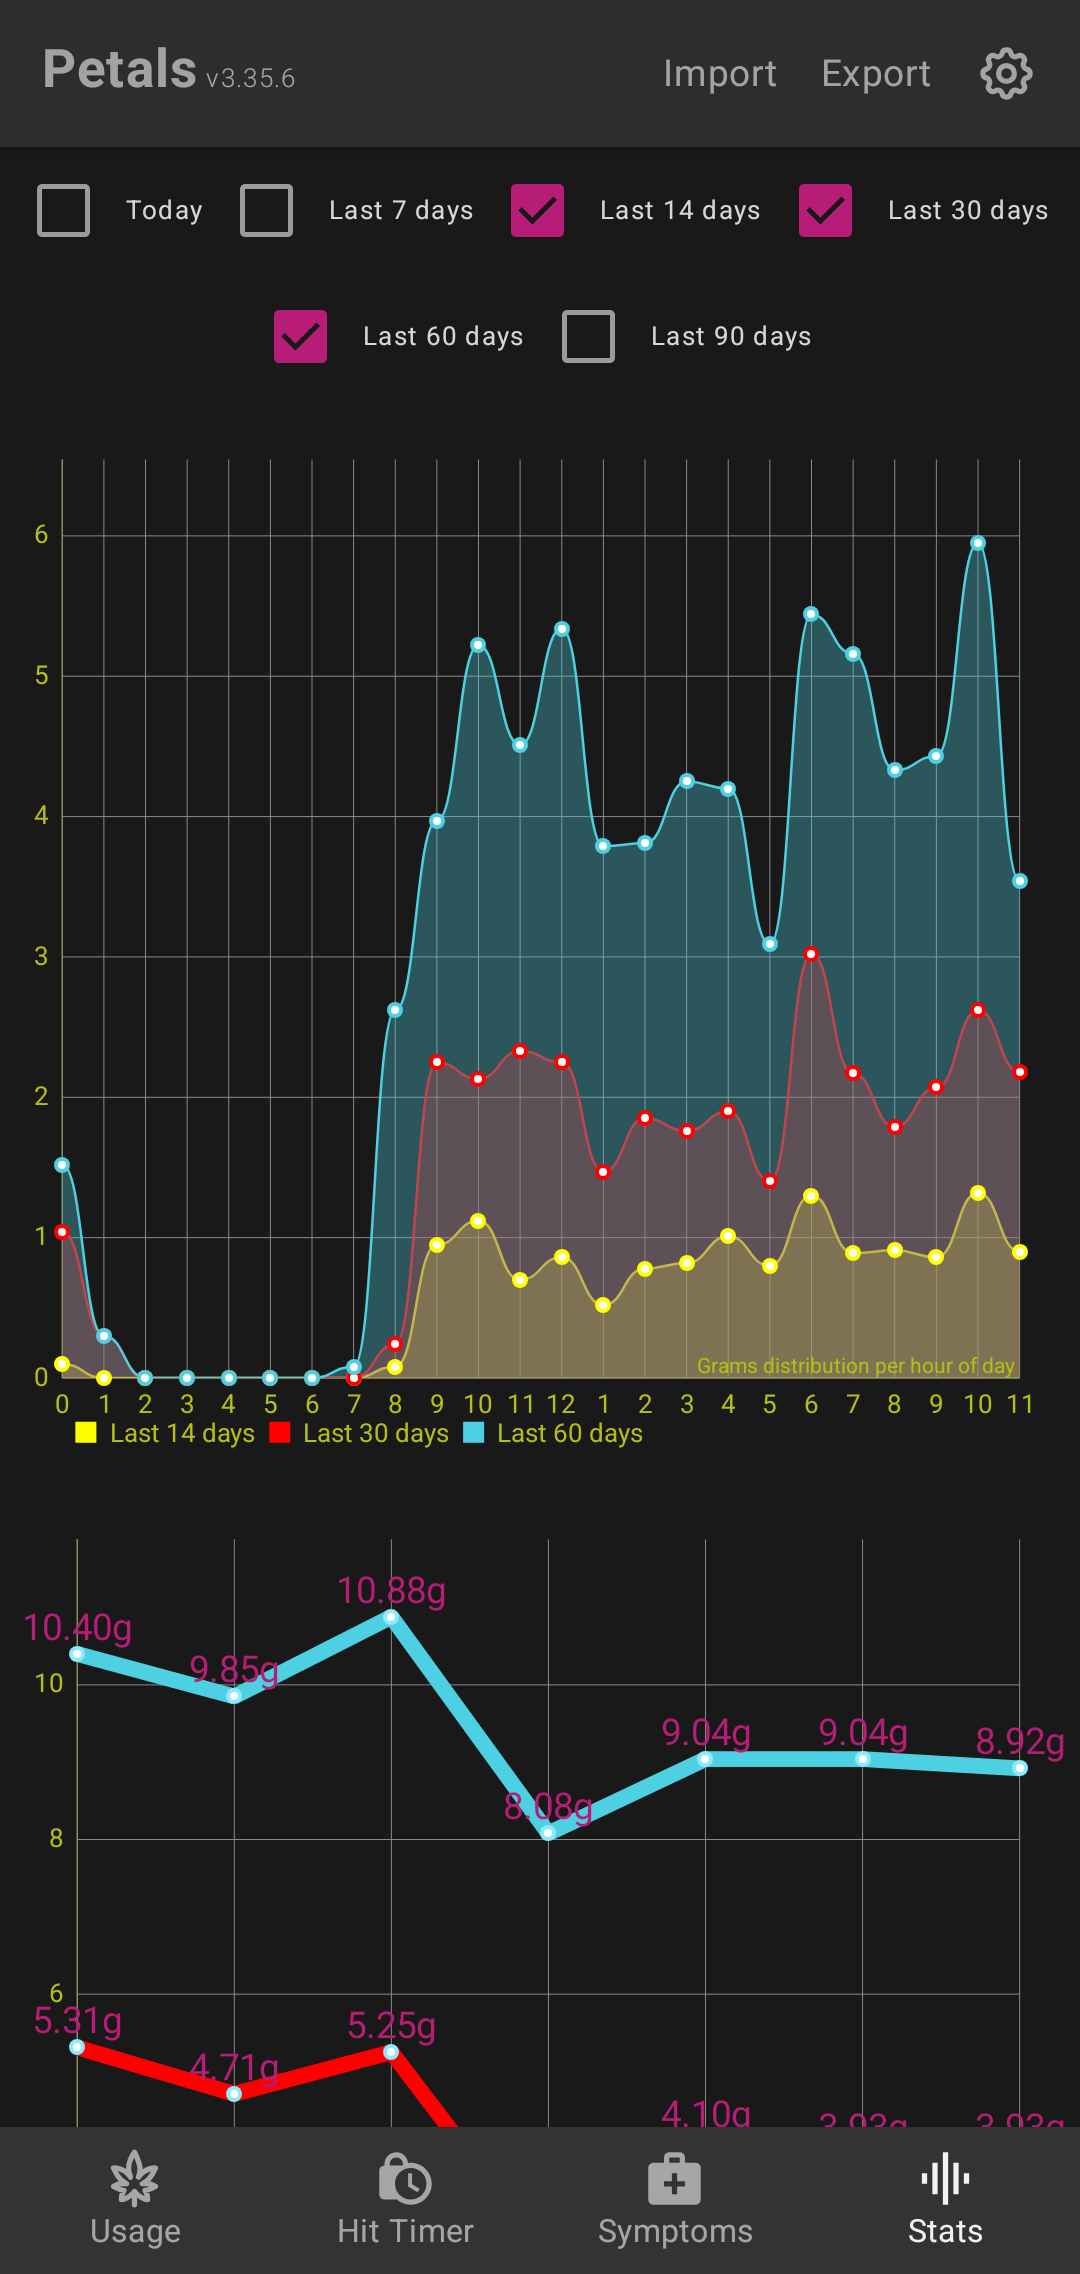 Petals v3.35.6 Import Export
Today Last 7 days Last 14 days Last 30 days
Last 60 days Last 90 days
6
5
4
3
2
1
0
Grams distribution per hour of day
0 1 2 3 4 5 6 7 8 9 10 11 12 1 2 3 4 5 6 7 8 9 10 11
Last 14 days Last 30 days Last 60 days
10.88g
10.40g
9.85g
10
9.04g 9.04g 8.92g
8.08g
8
6
5.31g 5.25g
4.71g
4.10g 3.93g 3.93g
Usage Hit Timer Symptoms Stats